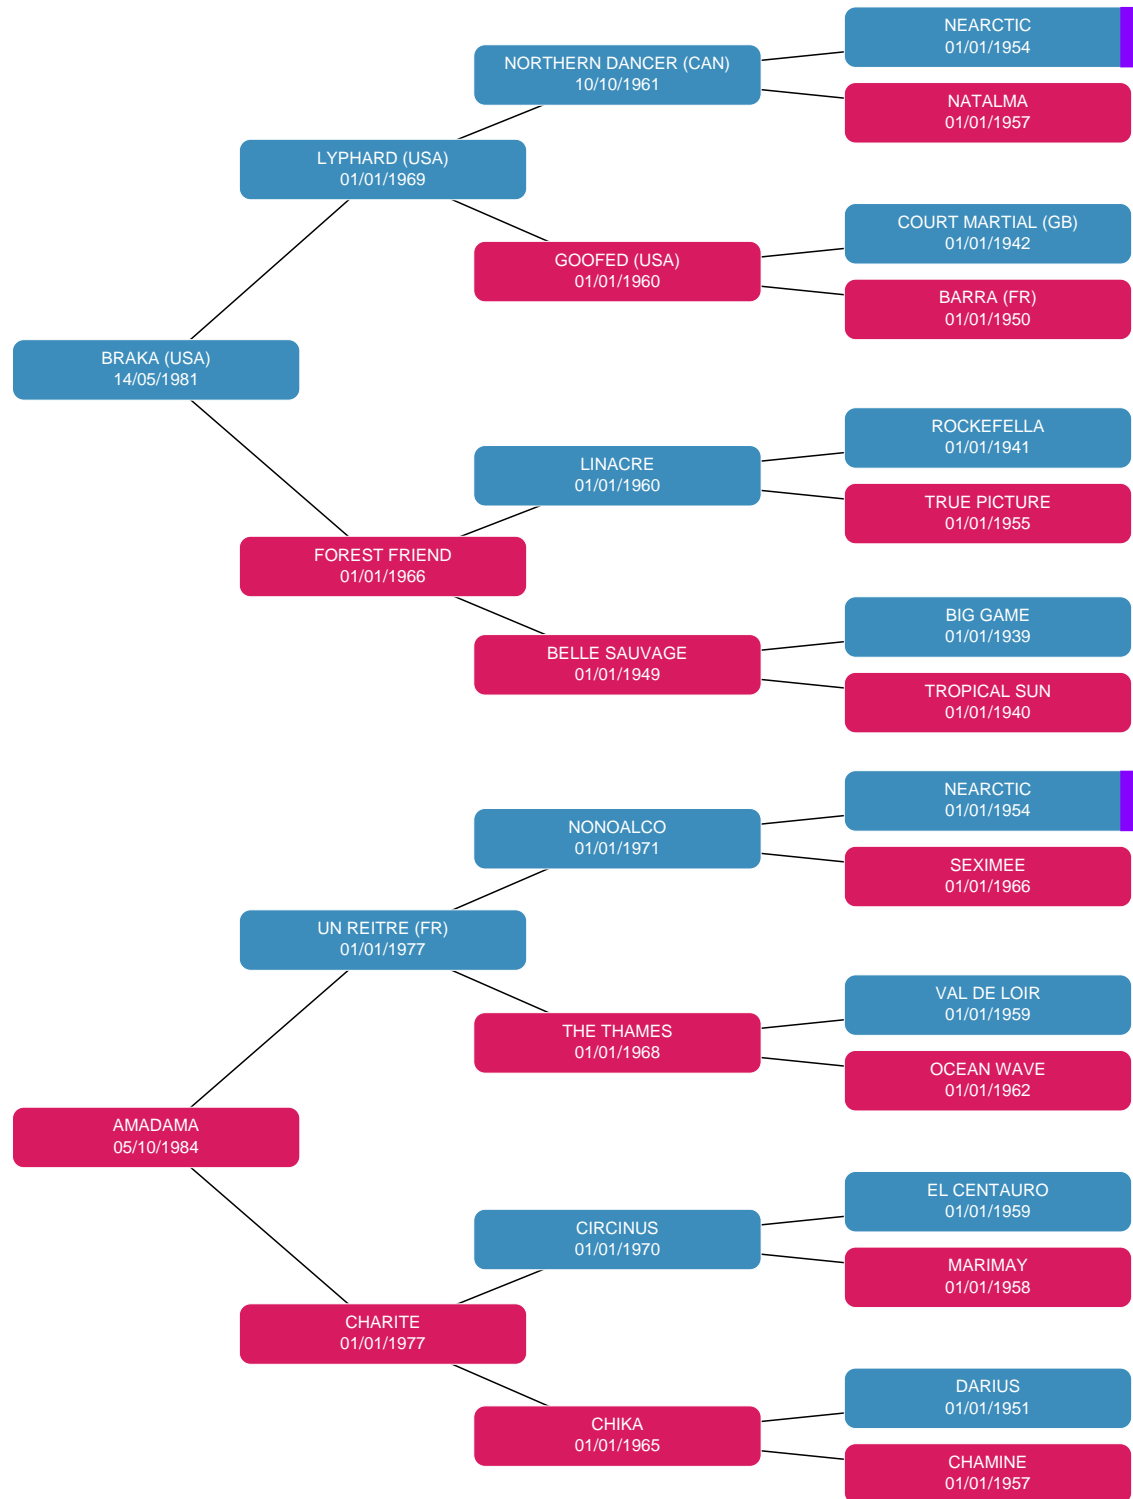 NEARCTIC
01/01/1954
NORTHERN DANCER (CAN)
10/10/1961
NATALMA
01/01/1957
LYPHARD (USA)
01/01/1969
COURT MARTIAL (GB)
01/01/1942
GOOFED (USA)
01/01/1960
BARRA (FR)
01/01/1950
BRAKA (USA)
14/05/1981
ROCKEFELLA
01/01/1941
LINACRE
01/01/1960
TRUE PICTURE
01/01/1955
FOREST FRIEND
01/01/1966
BIG GAME
01/01/1939
BELLE SAUVAGE
01/01/1949
TROPICAL SUN
01/01/1940
NEARCTIC
01/01/1954
NONOALCO
01/01/1971
SEXIMEE
01/01/1966
UN REITRE (FR)
01/01/1977
VAL DE LOIR
01/01/1959
THE THAMES
01/01/1968
OCEAN WAVE
01/01/1962
AMADAMA
05/10/1984
EL CENTAURO
01/01/1959
CIRCINUS
01/01/1970
MARIMAY
01/01/1958
CHARITE
01/01/1977
DARIUS
01/01/1951
CHIKA
01/01/1965
CHAMINE
01/01/1957